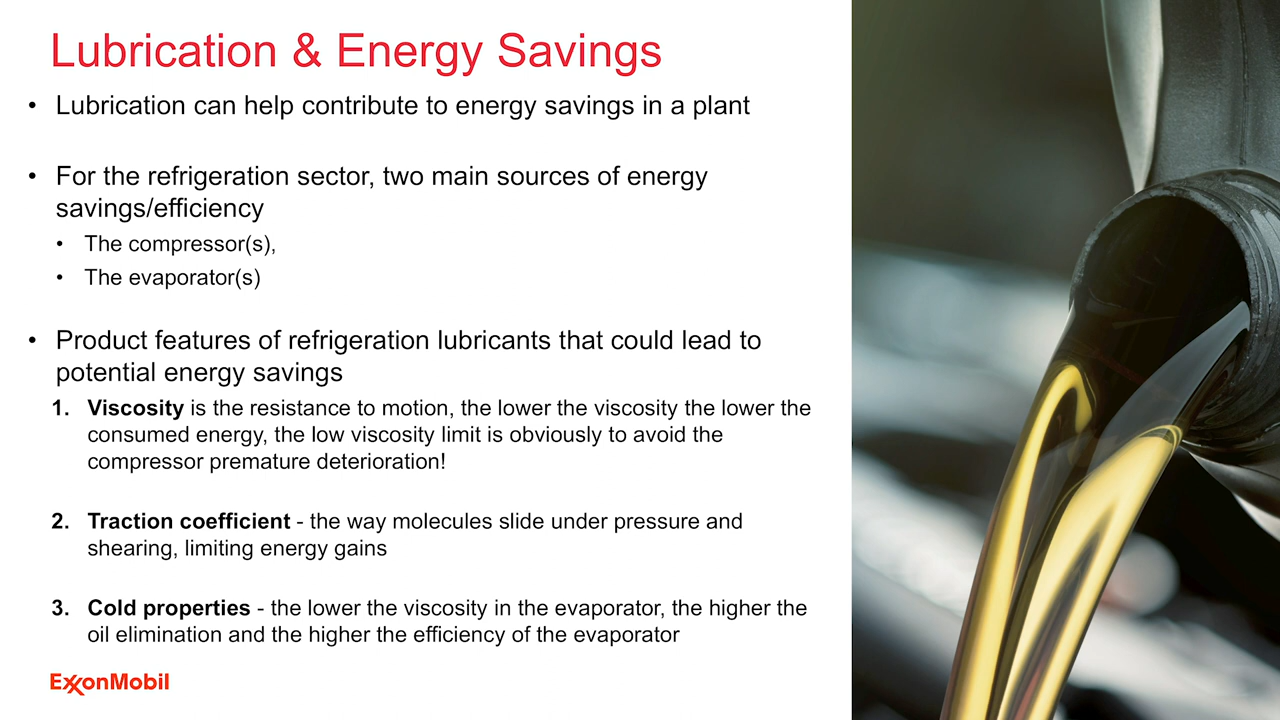 Lubrication & Energy Savings
• Lubrication can help contribute to energy savings in a plant
• For the refrigeration sector, two main sources of energy
savings/efficiency
• The compressor(s),
• The evaporator(s)
• Product features of refrigeration lubricants that could lead to
potential energy savings
1. Viscosity is the resistance to motion, the lower the viscosity the lower the
consumed energy, the low viscosity limit is obviously to avoid the
compressor premature deterioration!
2. Traction coefficient - the way molecules slide under pressure and
shearing, limiting energy gains
3. Cold properties - the lower the viscosity in the evaporator, the higher the
oil elimination and the higher the efficiency of the evaporator
ExxonMobil